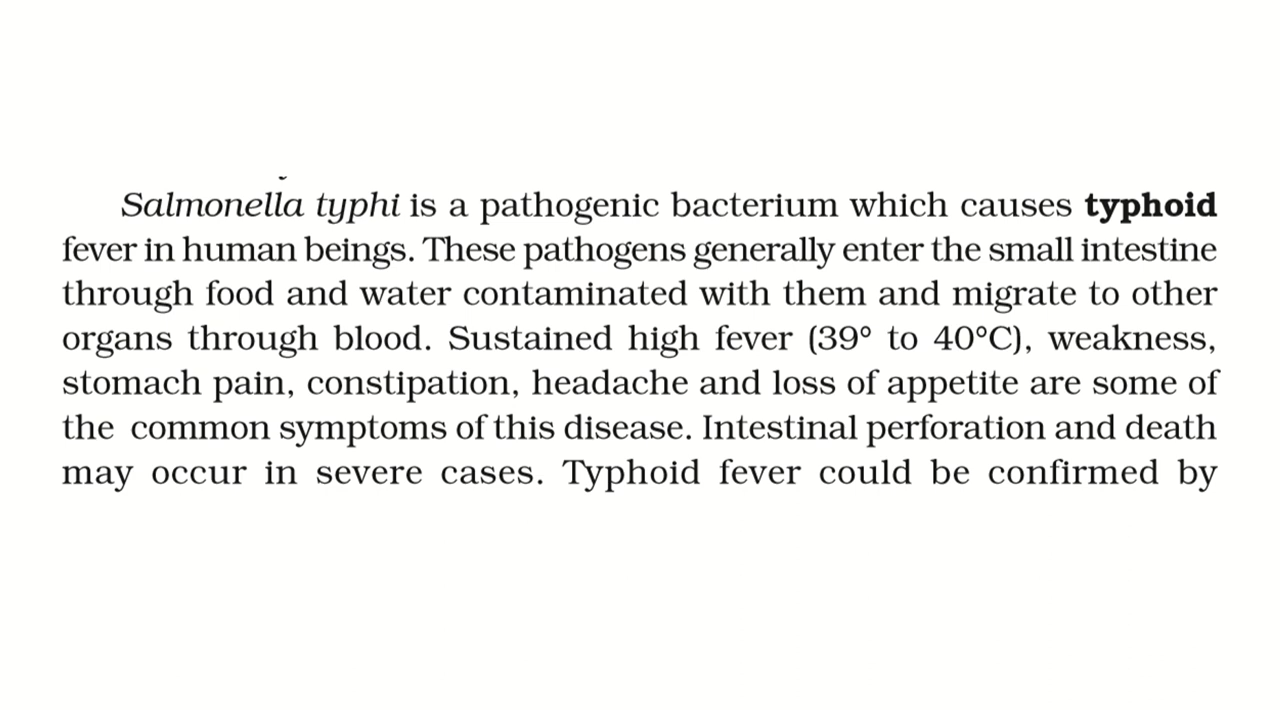 Salmonella typhi is a pathogenic bacterium which causes typhoid
fever in human beings. These pathogens generally enter the small intestine
through food and water contaminated with them and migrate to other
organs through blood. Sustained high fever (39° to 40°C), weakness,
stomach pain, constipation, headache and loss of appetite are some of
the common symptoms of this disease. Intestinal perforation and death
may occur in severe cases. Typhoid fever could be confirmed by